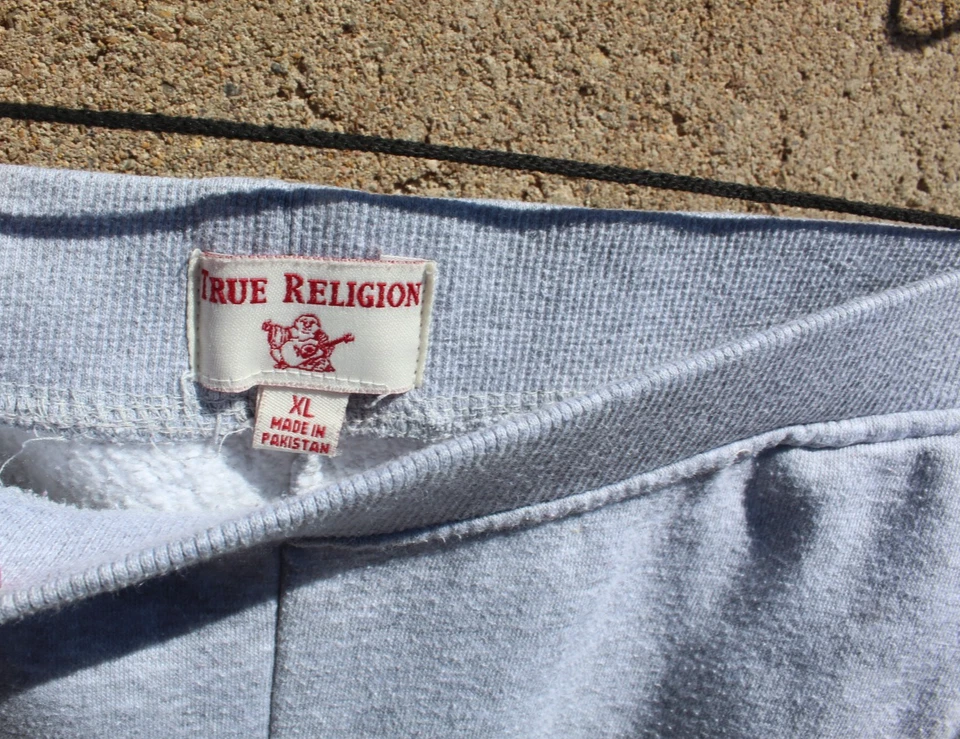 TRUE RELIGION
XL
MADE IN
PAKISTAN